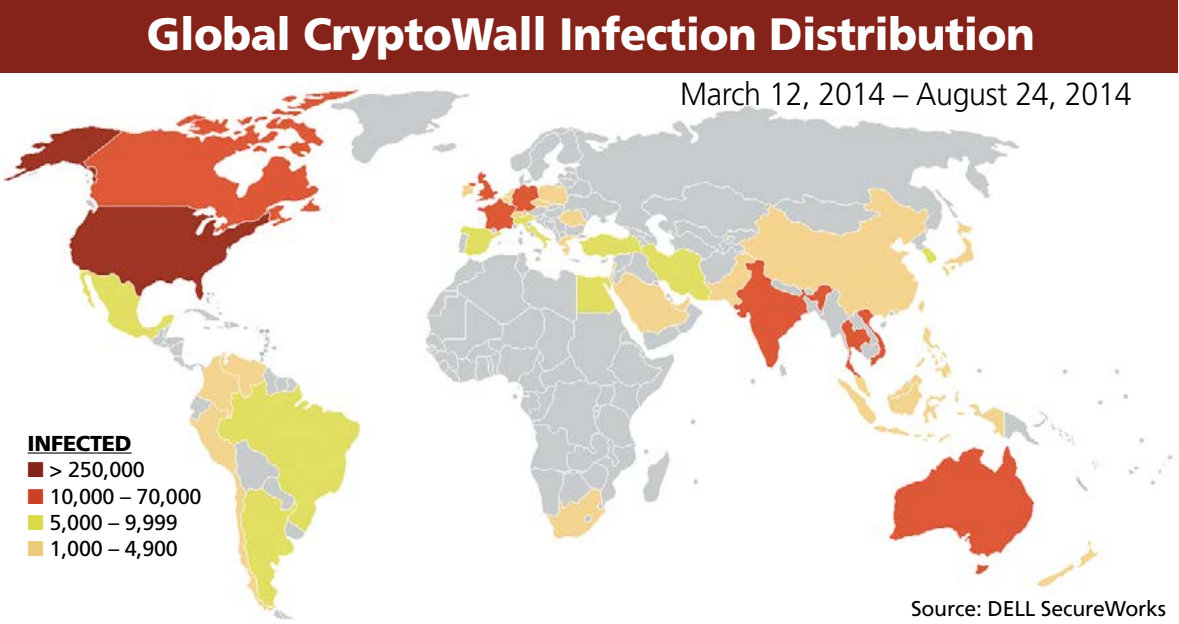 Global CryptoWall Infection Distribution
March 12, 2014 – August 24, 2014
INFECTED
> 250,000
10,000 – 70,000
5,000 – 9,999
1,000 – 4,900
Source: DELL SecureWorks